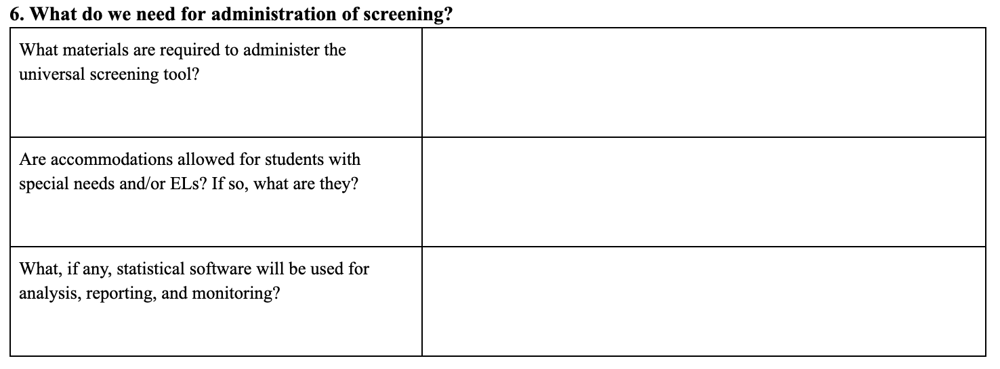 6. What do we need for administration of screening?
What materials are required to administer the
universal screening tool?
Are accommodations allowed for students with
special needs and/or ELs? If so, what are they?
What, if any, statistical software will be used for
analysis, reporting, and monitoring?